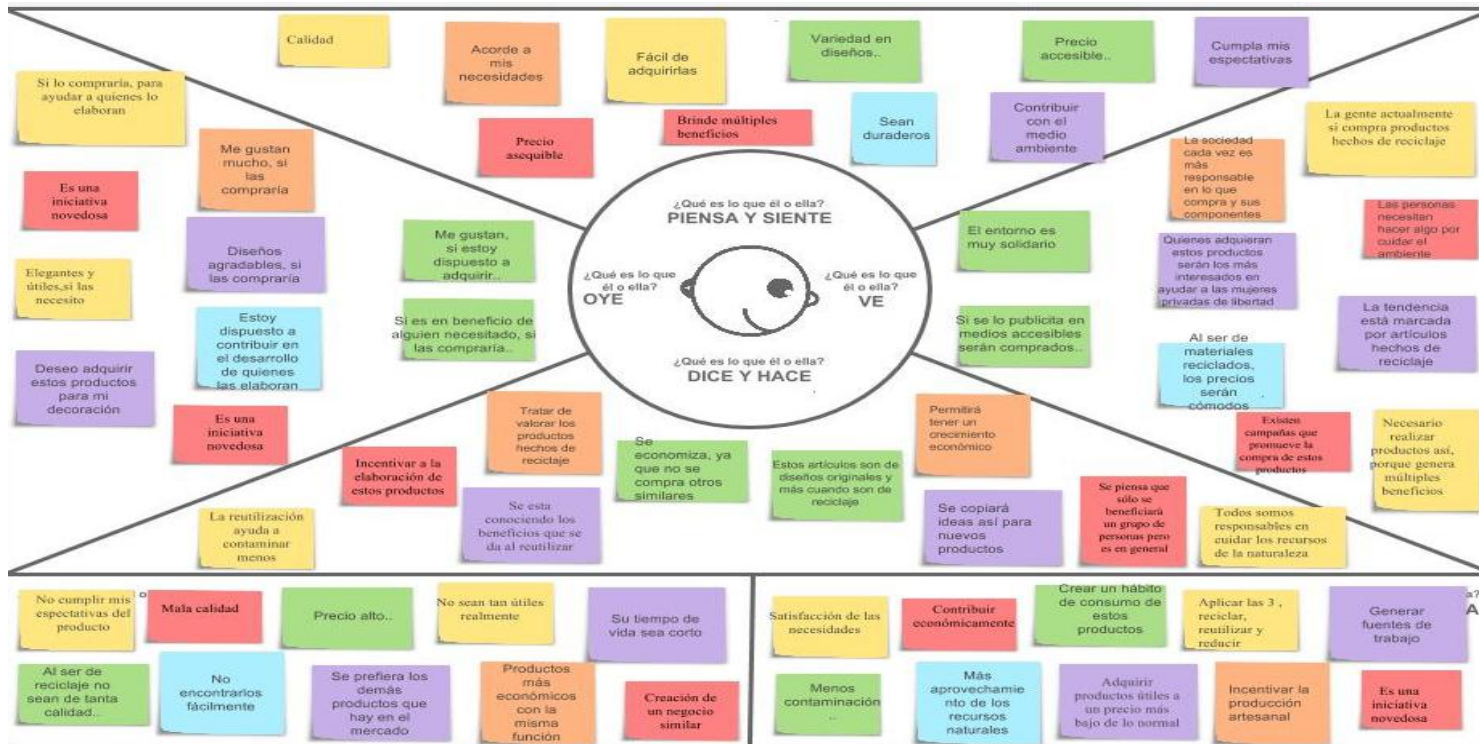 Calidad
Acorde a
mis
necesidades
Fácil de
adquirirlas
Variedad en
diseños..
Precio
accesible..
Cumpla mis
espectativas
Precio
asequible
Brinde múltiples
beneficios
Sean
duraderos
Contribuir
con el
medio
ambiente
Si lo compraría, para
ayudar a quienes lo
elaboran
Me gustan
mucho, si
las
compraría
Es una
iniciativa
novedosa
Diseños
agradables, si
las compraría
Me gustan,
si estoy
dispuesto a
adquirir..
Elegantes y
útiles,si las
necesito
Estoy
dispuesto a
contribuir en
el desarrollo
de quienes
las elaboran
Si es en beneficio de
alguien necesitado, si
las compraría..
Deseo adquirir
estos productos
para mi
decoración
Es una
iniciativa
novedosa
¿Qué es lo que él o ella?
PIENSA Y SIENTE
¿Qué es lo que
él o ella?
OYE
¿Qué es lo que
él o ella?
VE
¿Qué es lo que él o ella?
DICE Y HACE
La gente actualmente
si compra productos
hechos de reciclaje
La sociedad
cada vez es
más
responsable
en lo que
compra y sus
componentes
Las personas
necesitan
hacer algo por
cuidar el
ambiente
El entorno es
muy solidario
Quienes adquieran
estos productos
serán los más
interesados en
ayudar a las mujeres
privadas de libertad
La tendencia
está marcada
por artículos
hechos de
reciclaje
Si se lo publicita en
medios accesibles
serán comprados..
Al ser de
materiales
reciclados,
los precios
serán
cómodos
Existen
campañas que
promueve la
compra de estos
productos
Necesario
realizar
productos así,
porque genera
múltiples
beneficios
Tratar de
valorar los
productos
hechos de
reciclaje
Incentivar a la
elaboración de
estos productos
Se
economiza, ya
que no se
compra otros
similares
Estos artículos son de
diseños originales y
más cuando son de
reciclaje
Permitirá
tener un
crecimiento
económico
La reutilización
ayuda a
contaminar
menos
Se esta
conociendo los
beneficios que se
da al reutilizar
Se copiará
ideas así para
nuevos
productos
Se piensa que
sólo se
beneficiará
un grupo de
personas pero
es en general
Todos somos
responsables en
cuidar los recursos
de la naturaleza
No cumplir mis
espectativas del
producto
Mala calidad
Precio alto..
No sean tan útiles
realmente
Su tiempo de
vida sea corto
Al ser de
reciclaje no
sean de tanta
calidad..
No
encontrarlos
fácilmente
Se prefiera los
demás
productos que
hay en el
mercado
Productos
más
económicos
con la
misma
función
Creación de
un negocio
similar
Satisfacción de las
necesidades
Contribuir
económicamente
Crear un hábito
de consumo de
estos
productos
Aplicar las 3 ,
reciclar,
reutilizar y
reducir
Generar
fuentes de
trabajo
Menos
contaminación
..
Más
aprovechamie
nto de los
recursos
naturales
Adquirir
productos útiles a
un precio más
bajo de lo normal
Incentivar la
producción
artesanal
Es una
iniciativa
novedosa